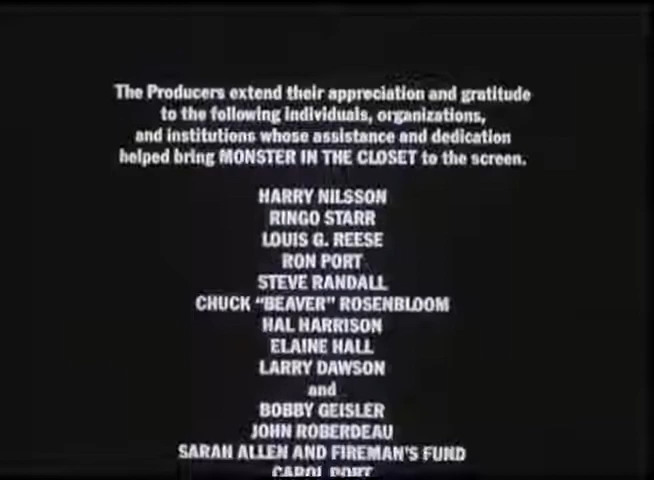 The Producers extend their appreciation and gratitude
to the following individuals, organizations,
and institutions whose assistance and dedication
helped bring MONSTER IN THE CLOSET to the screen.
HARRY NILSSON
RINGO STARR
LOUIS G. REESE
RON PORT
STEVE RANDALL
CHUCK "BEAVER" ROSENBLOOM
HAL HARRISON
ELAINE HALL
LARRY DAWSON
and
BOBBY GEISLER
JOHN ROBERDEAU
SARAH ALLEN AND FIREMAN'S FUND
CAROL PORT